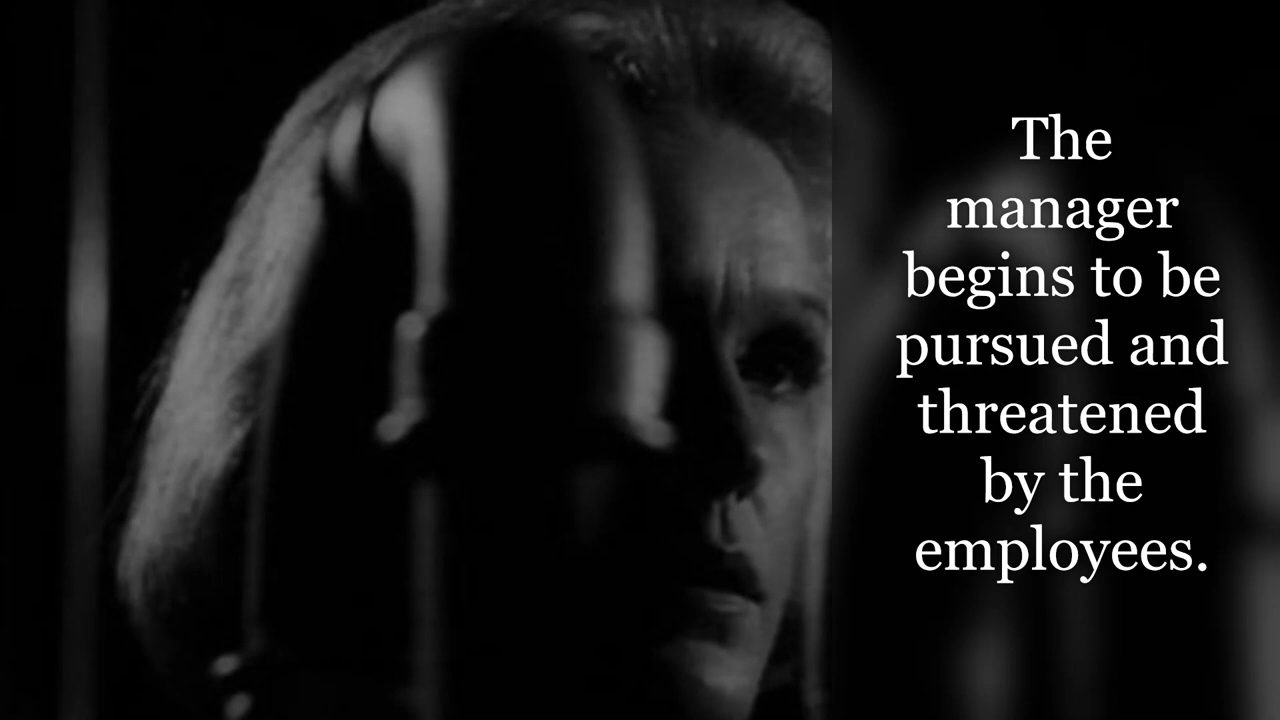 The
manager
begins to be
pursued and
threatened
by the
employees.